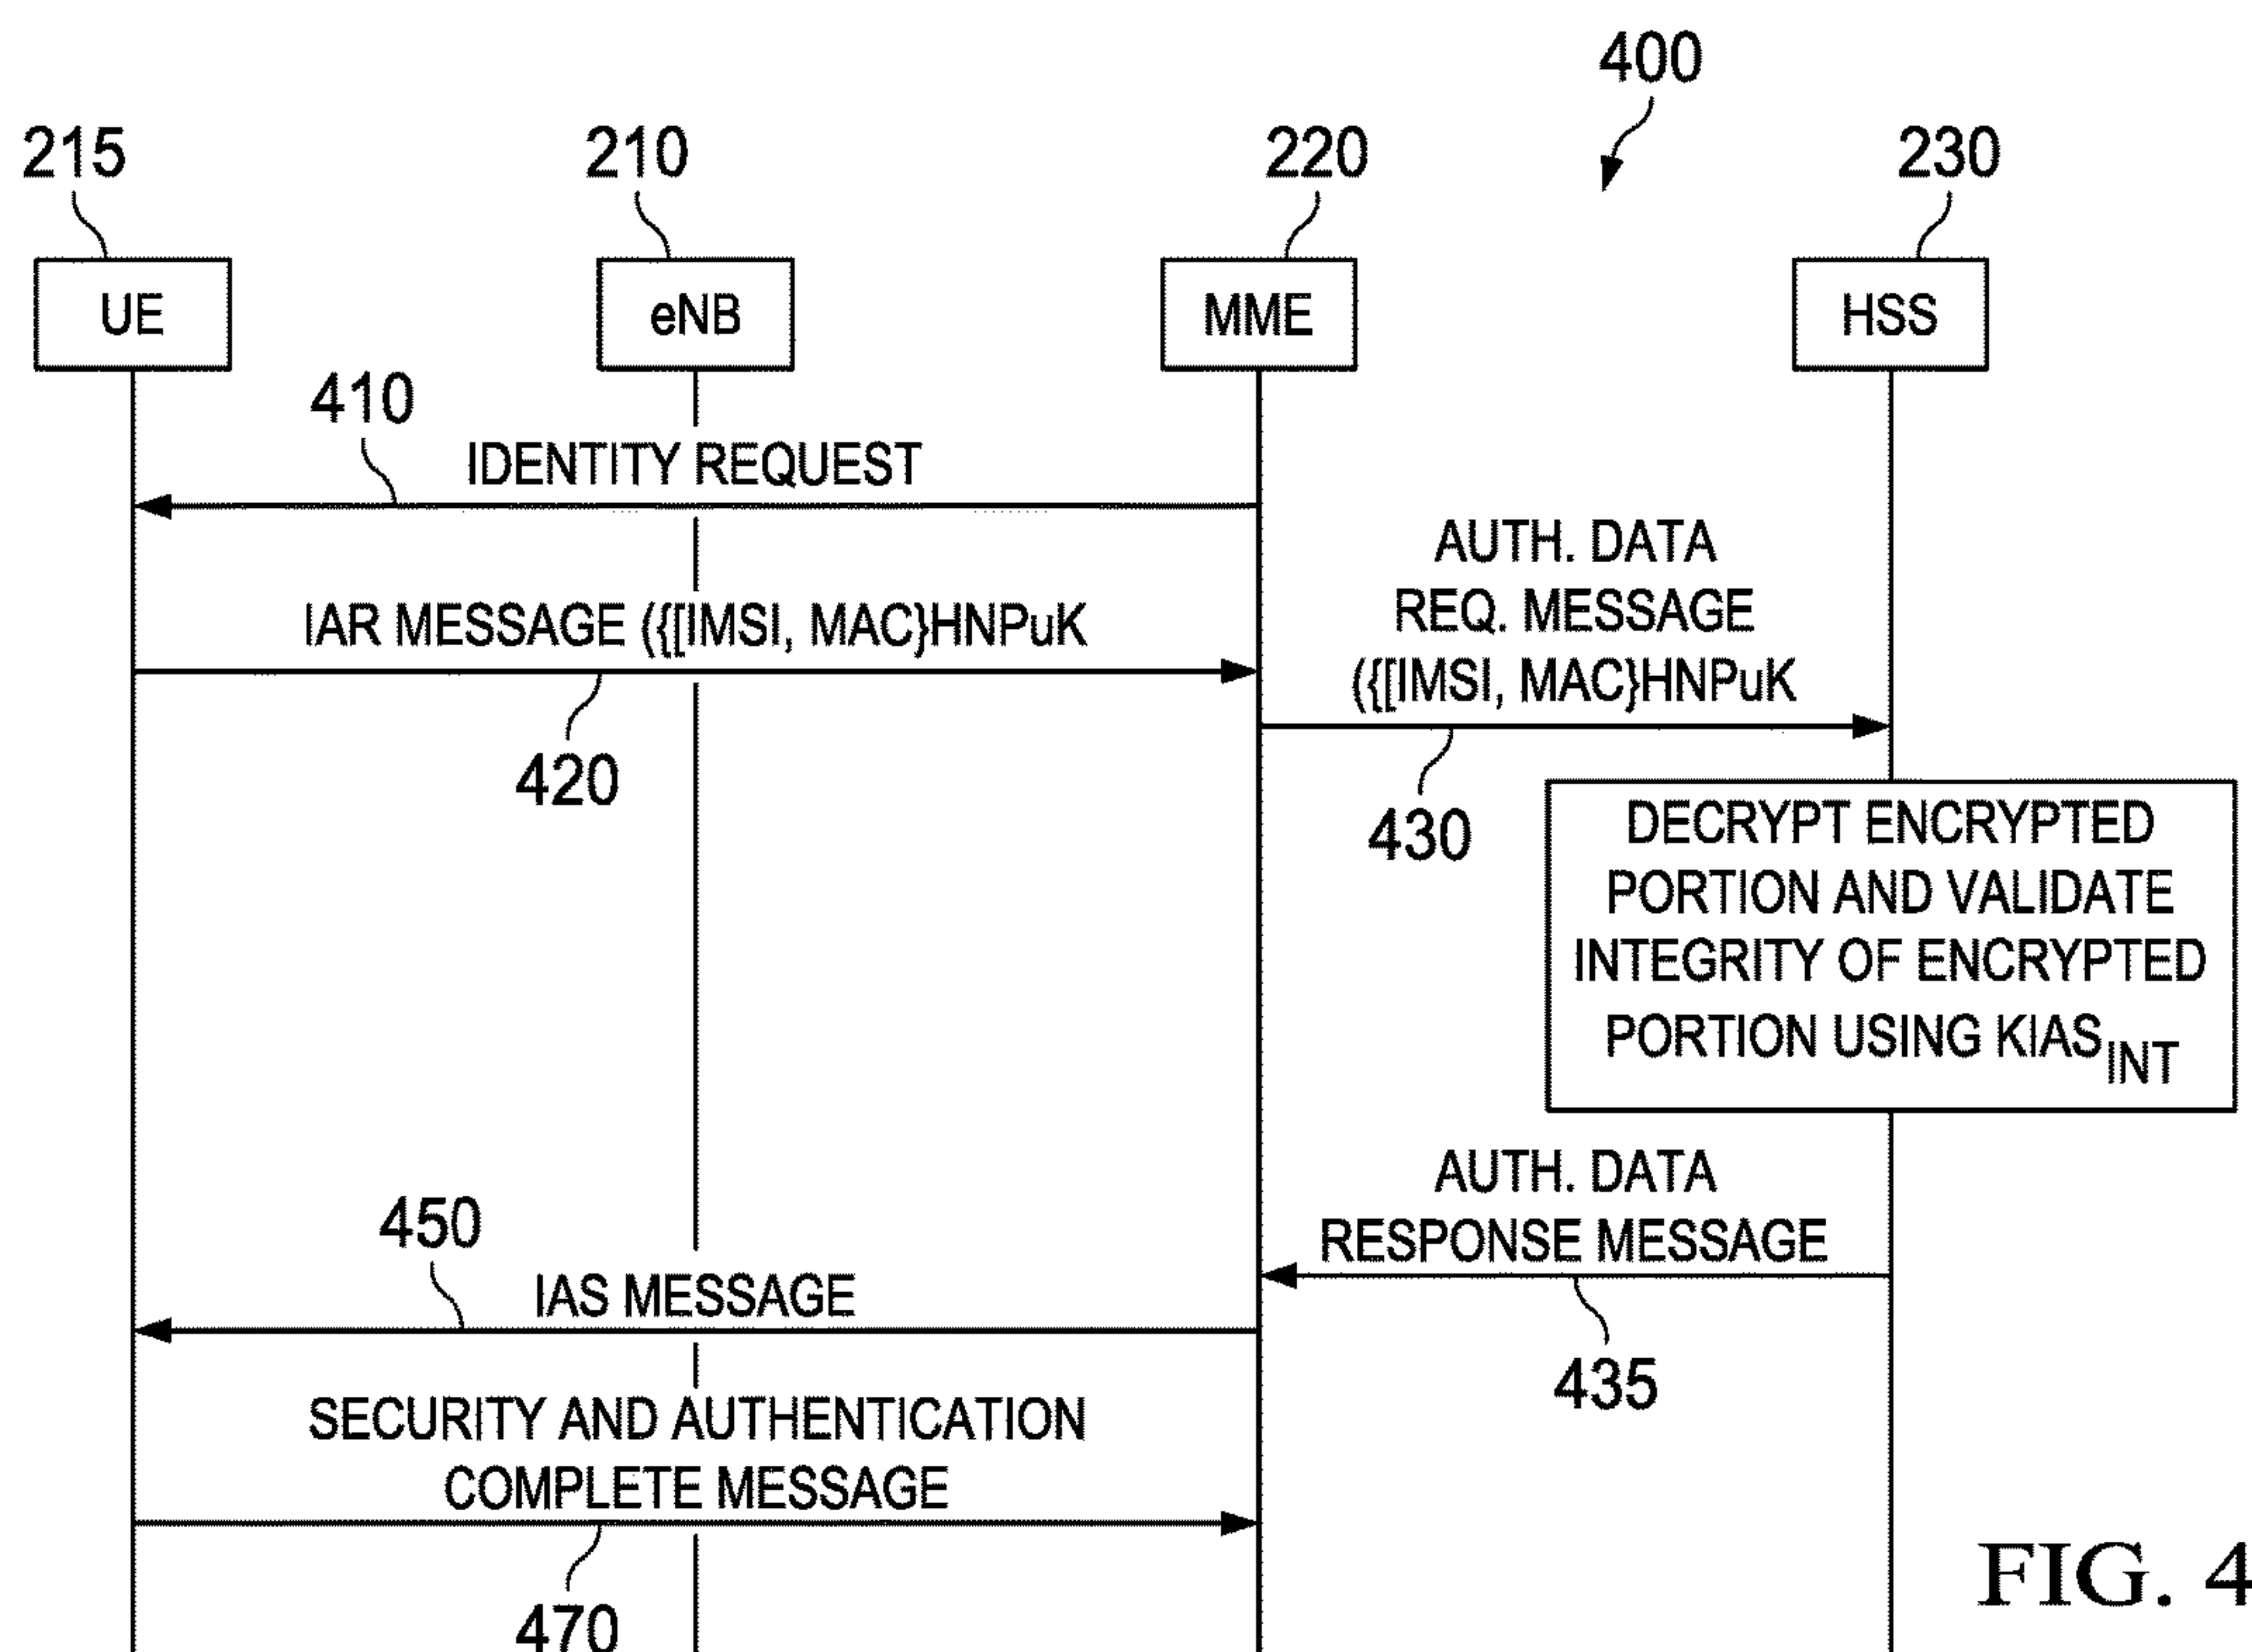 400
215
210
220
230
UE
eNB
MME
HSS
410
IDENTITY REQUEST
IAR MESSAGE ({[IMSI, MAC}HNPuK
420
AUTH. DATA
REQ. MESSAGE
({[IMSI, MAC}HNPuK
430
DECRYPT ENCRYPTED
PORTION AND VALIDATE
INTEGRITY OF ENCRYPTED
PORTION USING KIAS INT
AUTH. DATA
RESPONSE MESSAGE
435
450
IAS MESSAGE
SECURITY AND AUTHENTICATION
COMPLETE MESSAGE
470
FIG. 4